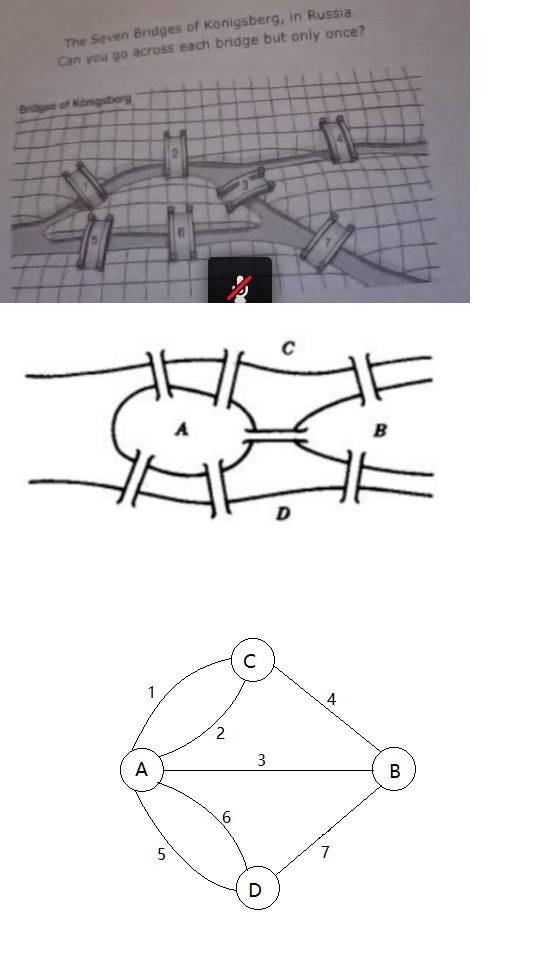 The Seven Bridges of Konigsberg, in Russia.
Can you go across each bridge but only once?
Bridges of Konigsberg
2
4
1
3
5
6
7
C
A
B
D
C
1
4
2
3
A
B
6
5
7
D